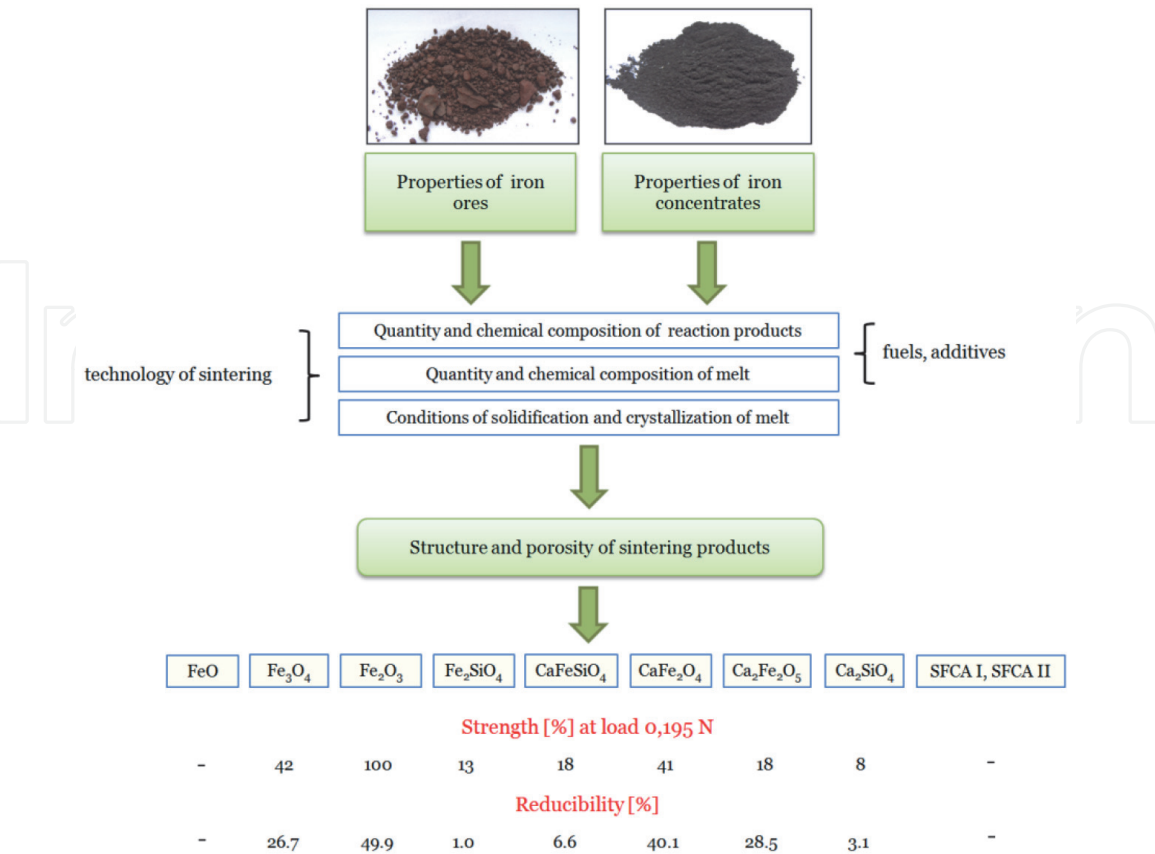 Properties of iron
ores
Properties of iron
concentrates
Quantity and chemical composition of reaction products
Quantity and chemical composition of melt
Conditions of solidification and crystallization of melt
technology of sintering
fuels, additives
Structure and porosity of sintering products
FeO Fe₃O₄ Fe₂O₃ Fe₂SiO₄ CaFeSiO₄ CaFe₂O₄ Ca₂Fe₂O₅ Ca₂SiO₄ SFCA I, SFCA II
Strength [%] at load 0,195 N
- 42 100 13 18 41 18 8 -
Reducibility [%]
- 26.7 49.9 1.0 6.6 40.1 28.5 3.1 -